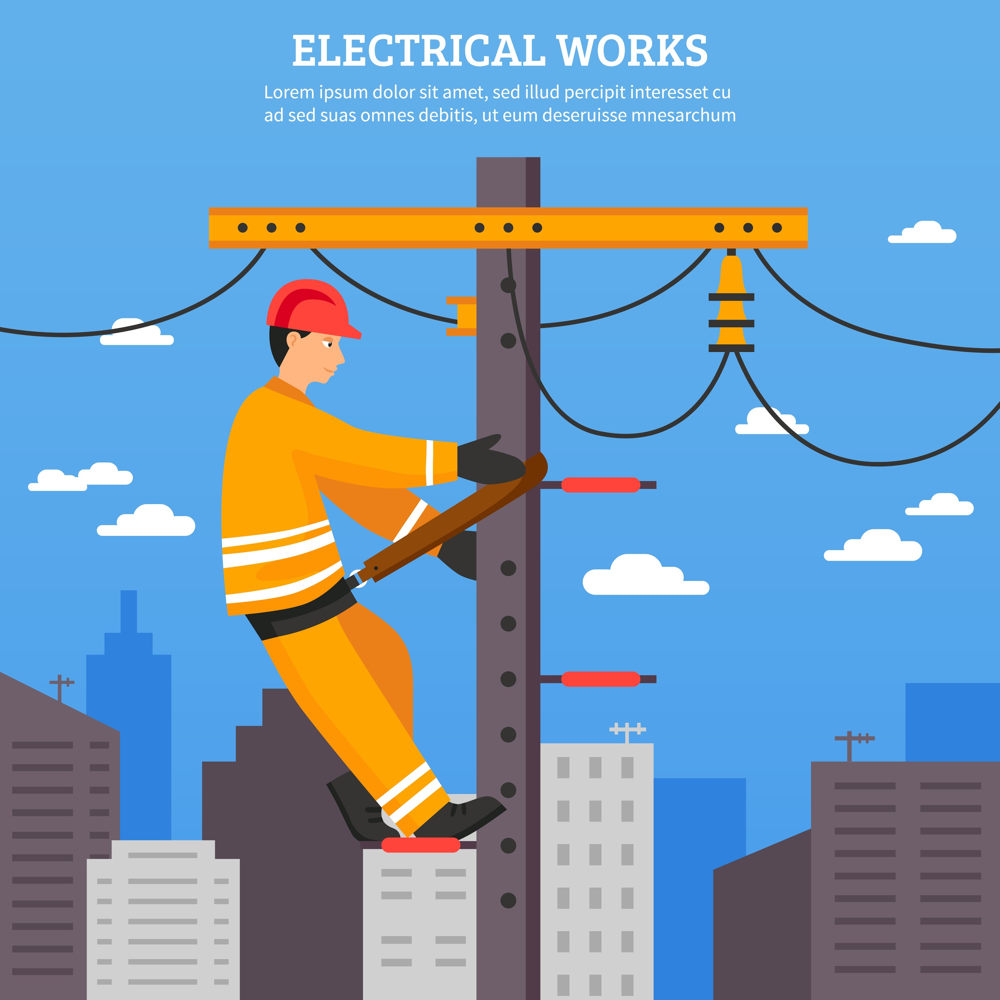 ELECTRICAL WORKS
Lorem ipsum dolor sit amet, sed illud percipit interesset cu
ad sed suas omnes debitis, ut eum deseruisse mnesarchum